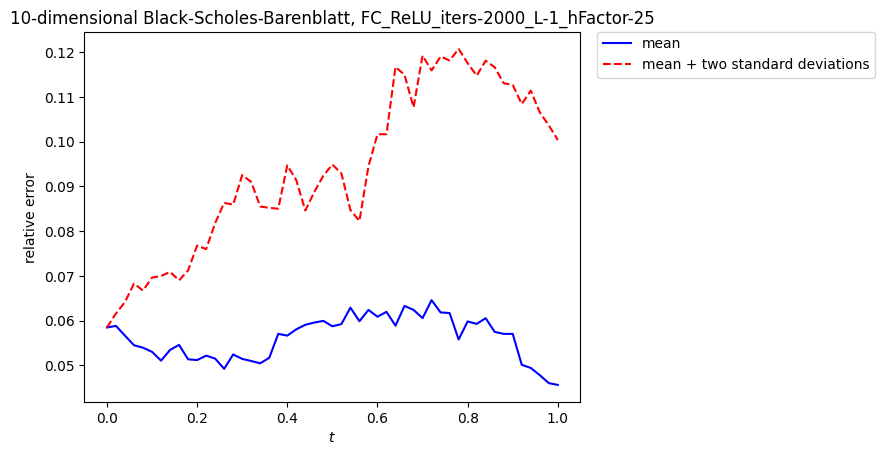 10-dimensional Black-Scholes-Barenblatt, FC_ReLU_iters-2000_L-1_hFactor-25
mean
mean + two standard deviations
relative error
0.12
0.11
0.10
0.09
0.08
0.07
0.06
0.05
0.0 0.2 0.4 0.6 0.8 1.0
t